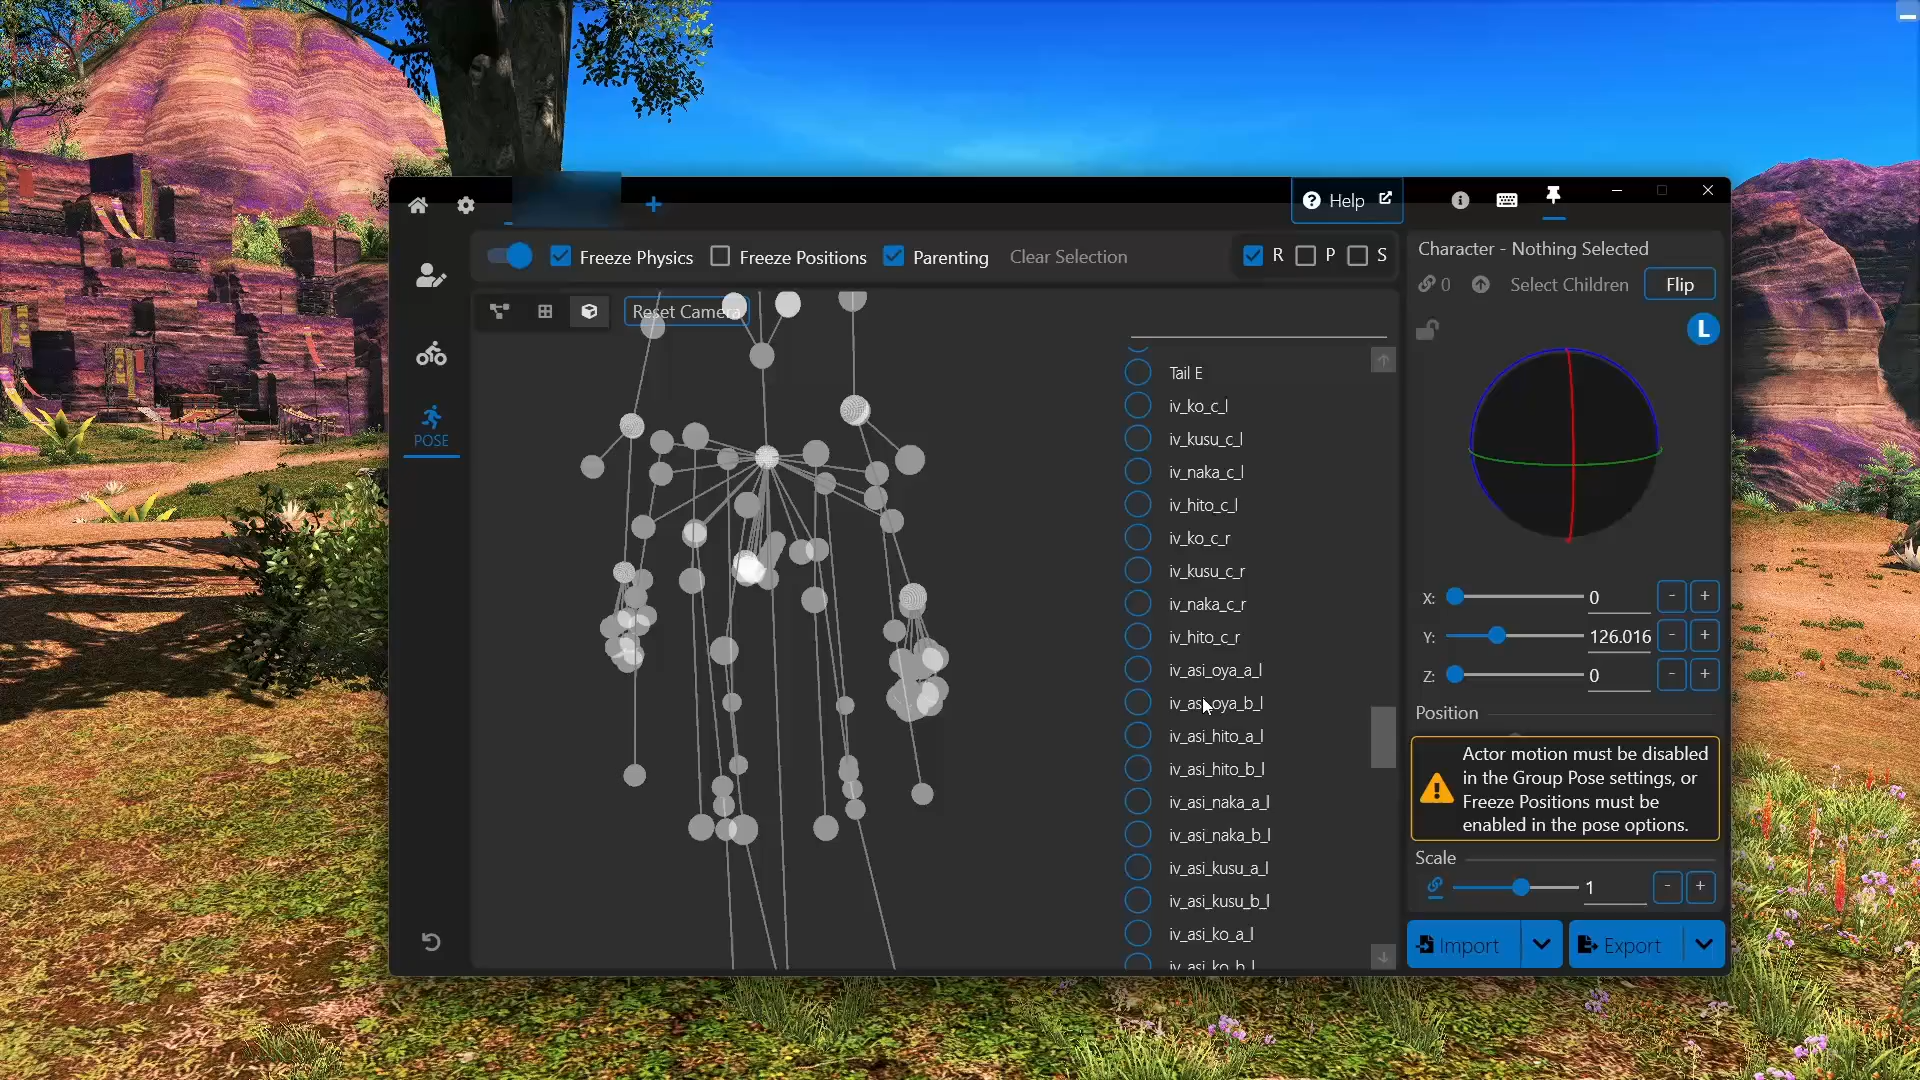 Help
Freeze Physics
Freeze Positions
Parenting
Clear Selection
R
P
S
Character - Nothing Selected
0
Select Children
Flip
Reset Camera
L
POSE
Tail E
iv_ko_c_l
iv_kusu_c_l
iv_naka_c_l
iv_hito_c_l
iv_ko_c_r
iv_kusu_c_r
iv_naka_c_r
iv_hito_c_r
iv_asi_oya_a_l
iv_asi_oya_b_l
iv_asi_hito_a_l
iv_asi_hito_b_l
iv_asi_naka_a_l
iv_asi_naka_b_l
iv_asi_kusu_a_l
iv_asi_kusu_b_l
iv_asi_ko_a_l
iv_asi_ko_b_l
X: 0 - +
Y: 126.016 - +
Z: 0 - +
Position
Actor motion must be disabled
in the Group Pose settings, or
Freeze Positions must be
enabled in the pose options.
Scale
1 - +
Import
Export